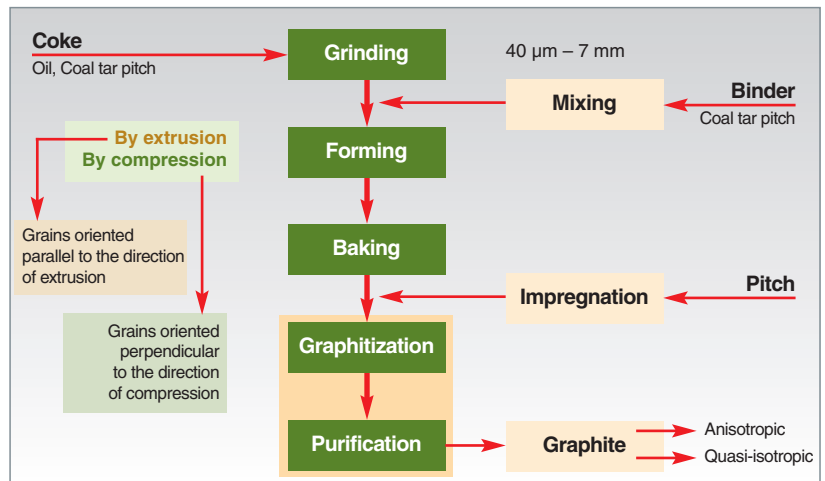 Coke
Oil, Coal tar pitch
Grinding
40 µm – 7 mm
Mixing
Binder
Coal tar pitch
By extrusion
By compression
Forming
Grains oriented
parallel to the direction
of extrusion
Baking
Impregnation
Pitch
Grains oriented
perpendicular
to the direction
of compression
Graphitization
Purification
Graphite
Anisotropic
Quasi-isotropic